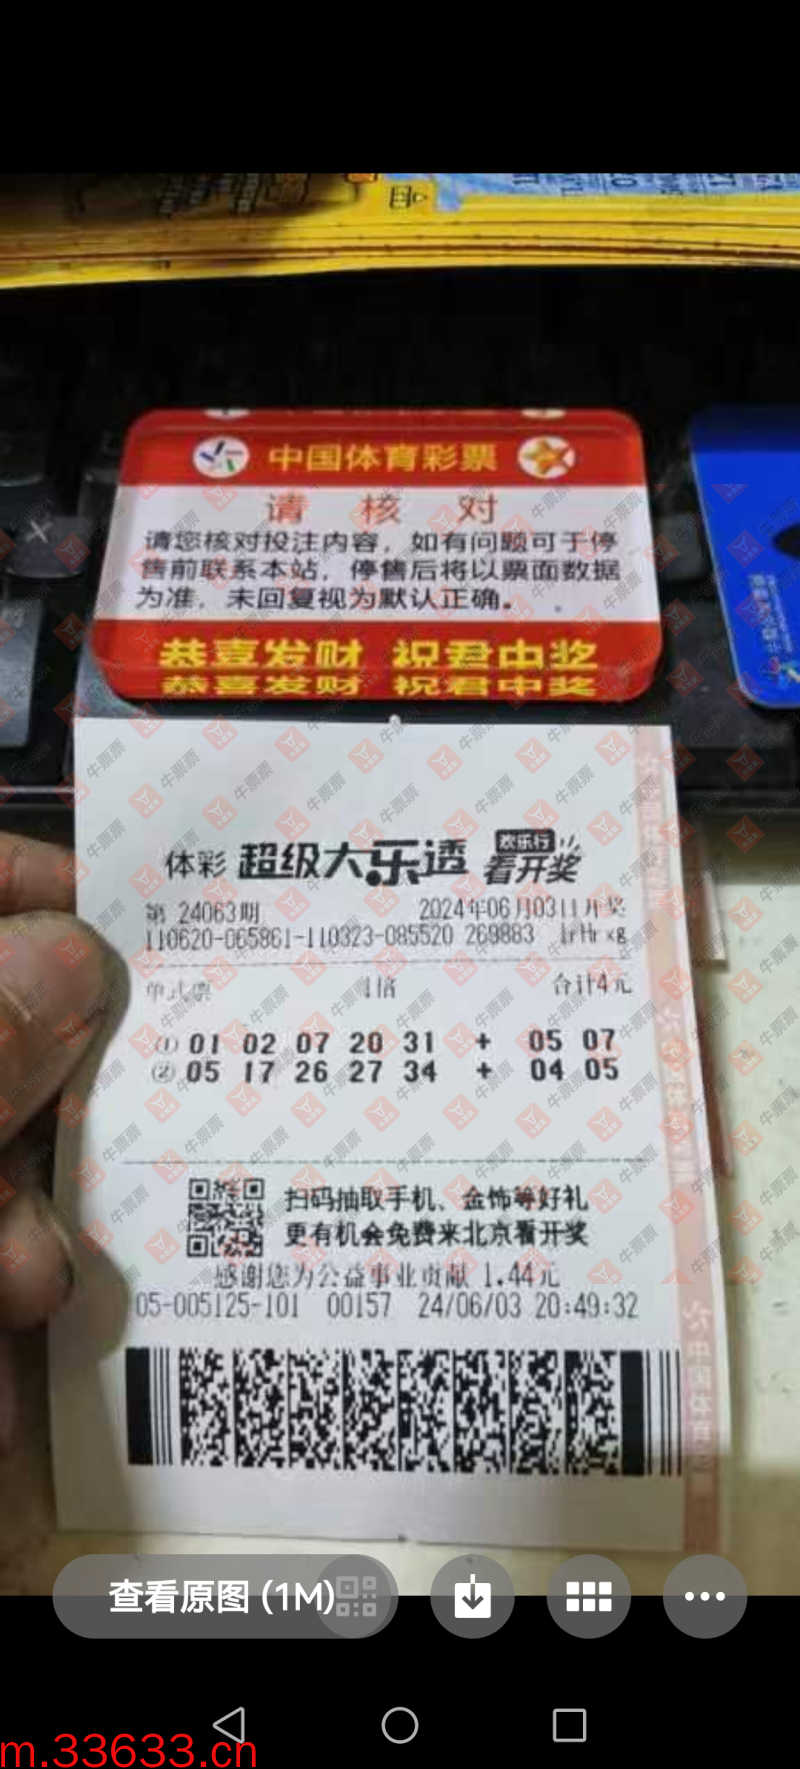 中国体育彩票
请 核 对
请您核对投注内容，如有问题可于停
售前联系本站，停售后将以票面数据
为准，未回复视为默认正确。
恭喜发财 祝君中奖
恭喜发财 祝君中奖
体彩 超级大乐透 欢乐行 看开奖
第 24063期 2024年06月03日开奖
110620-065861-110323-085520 269883
单式票 1倍 合计4元
① 01 02 07 20 31 + 05 07
② 05 17 26 27 34 + 04 05
扫码抽取手机、金饰等好礼
更有机会免费来北京看开奖
感谢您为公益事业贡献 1.44元
05-005125-101 00157 24/06/03 20:49:32
牛票票
查看原图 (1M)
m.33633.cn